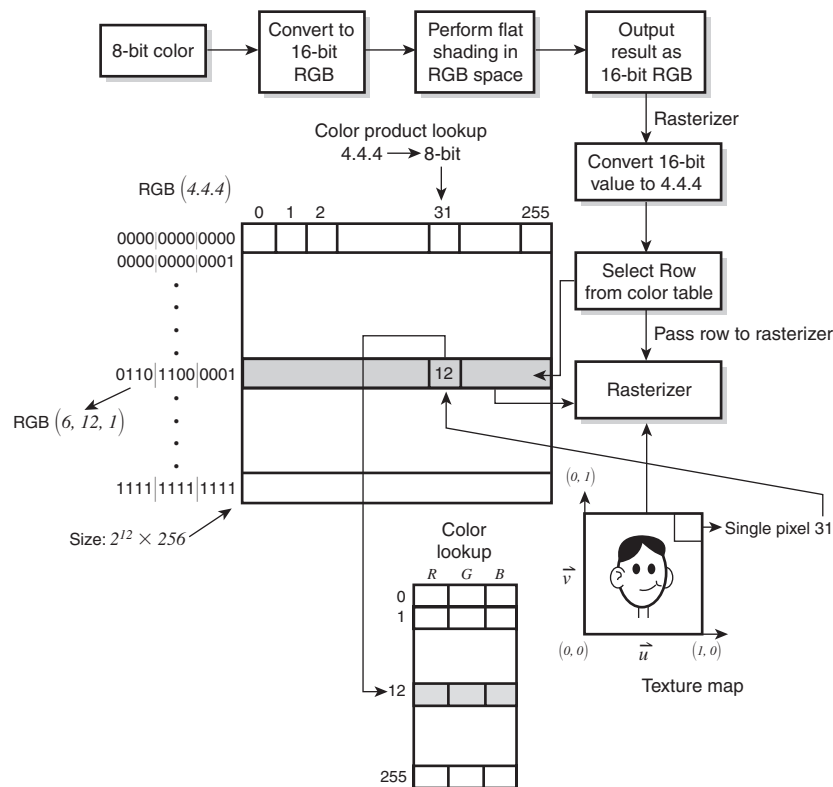 8-bit color
Convert to
16-bit
RGB
Perform flat
shading in
RGB space
Output
result as
16-bit RGB
Rasterizer
Color product lookup
4.4.4
8-bit
Convert 16-bit
value to 4.4.4
RGB (4.4.4)
0 1 2 31 255
0000|0000|0000
0000|0000|0001
Select Row
from color table
Pass row to rasterizer
0110|1100|0001
12
Rasterizer
RGB (6, 12, 1)
1111|1111|1111
(0, 1)
Size: 2¹² × 256
Single pixel 31
Color
lookup
R G B
v
0
1
(0, 0) u (1, 0)
Texture map
12
255